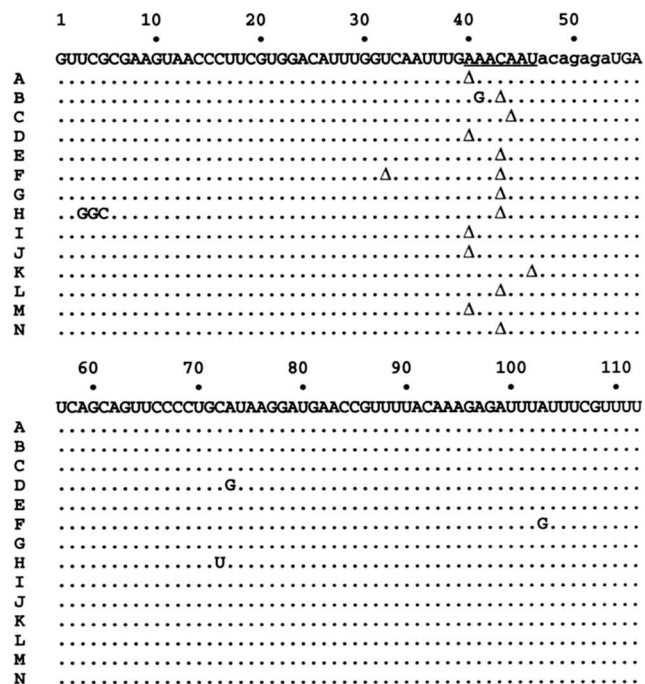 1 10 20 30 40 50
GUUCGCGAAGUAACCCUUCGUGGACAUUUGGUCAAUUUGAAACAAUacagagaUGA
A .......................................Δ................
B ........................................G.Δ.............
C ...........................................Δ............
D .......................................Δ................
E ..........................................Δ.............
F ...............................Δ..........Δ.............
G ..........................................Δ.............
H ..GGC.....................................Δ.............
I .......................................Δ................
J .......................................Δ................
K .............................................Δ..........
L ..........................................Δ.............
M .......................................Δ................
N ..........................................Δ.............
60 70 80 90 100 110
UCAGCAGUUCCCCUGCAUAAGGAUGAACCGUUUUACAAAGAGAUUUAUUUCGUUUU
A ........................................................
B ........................................................
C ........................................................
D ................G.......................................
E ........................................................
F ..............................................G.........
G ........................................................
H ...............U........................................
I ........................................................
J ........................................................
K ........................................................
L ........................................................
M ........................................................
N ........................................................